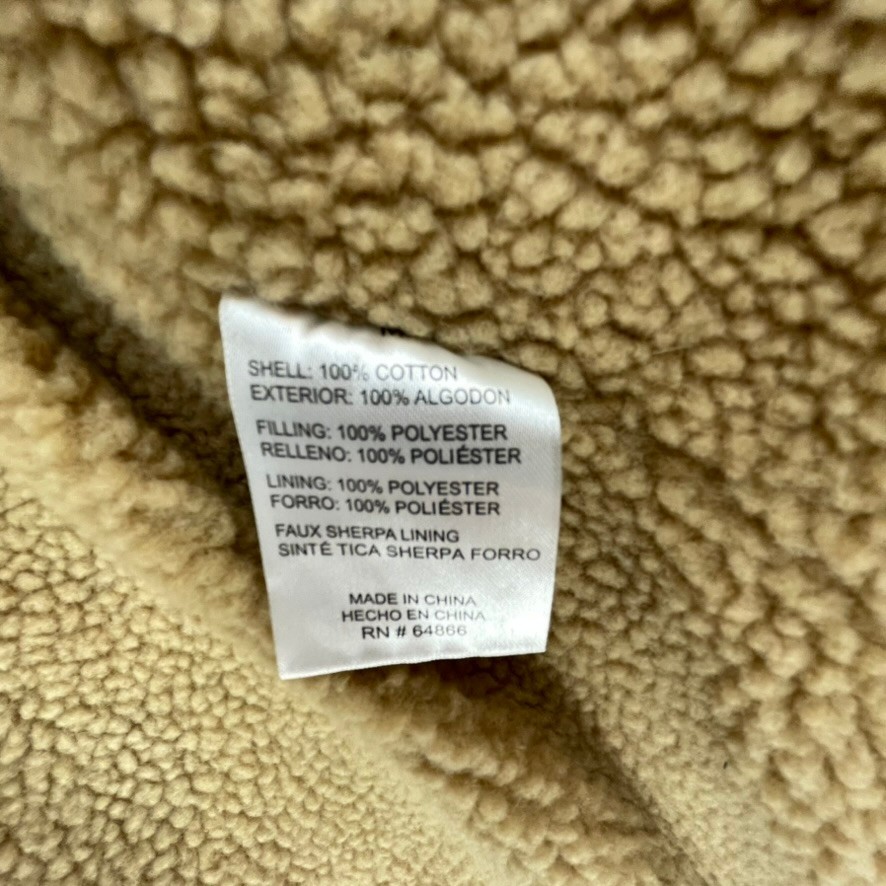 SHELL: 100% COTTON
EXTERIOR: 100% ALGODON
FILLING: 100% POLYESTER
RELLENO: 100% POLIÉSTER
LINING: 100% POLYESTER
FORRO: 100% POLIÉSTER
FAUX SHERPA LINING
SINTÉ TICA SHERPA FORRO
MADE IN CHINA
HECHO EN CHINA
RN # 64866